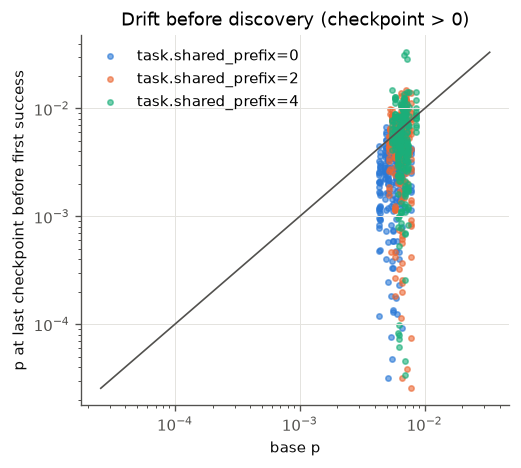 Drift before discovery (checkpoint > 0)
task.shared_prefix=0
task.shared_prefix=2
task.shared_prefix=4
p at last checkpoint before first success
10⁻²
10⁻³
10⁻⁴
10⁻⁴
10⁻³
10⁻²
base p